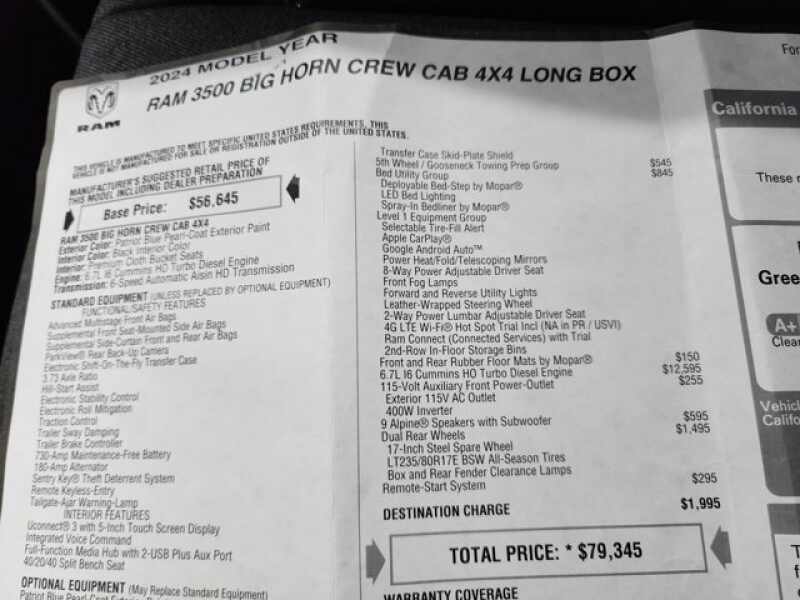 2024 MODEL YEAR
RAM 3500 BIG HORN CREW CAB 4X4 LONG BOX
RAM
THIS VEHICLE IS MANUFACTURED TO MEET SPECIFIC UNITED STATES REQUIREMENTS. THIS
VEHICLE IS NOT MANUFACTURED FOR SALE OR REGISTRATION OUTSIDE OF THE UNITED STATES.
MANUFACTURER'S SUGGESTED RETAIL PRICE OF
THIS MODEL INCLUDING DEALER PREPARATION
Base Price: $56,645
RAM 3500 BIG HORN CREW CAB 4X4
Exterior Color: Patriot Blue Pearl-Coat Exterior Paint
Interior Color: Black Interior Color
Interior: Premium Cloth Bucket Seats
Engine: 6.7L I6 Cummins HO Turbo Diesel Engine
Transmission: 6-Speed Automatic Aisin HD Transmission
STANDARD EQUIPMENT (UNLESS REPLACED BY OPTIONAL EQUIPMENT)
FUNCTIONAL/SAFETY FEATURES
Advanced Multistage Front Air Bags
Supplemental Front Seat-Mounted Side Air Bags
Supplemental Side-Curtain Front and Rear Air Bags
ParkView® Rear Back-Up Camera
Electronic Shift-On-The-Fly Transfer Case
3.73 Axle Ratio
Hill-Start Assist
Electronic Stability Control
Electronic Roll Mitigation
Traction Control
Trailer Sway Damping
Trailer Brake Controller
730-Amp Maintenance-Free Battery
180-Amp Alternator
Sentry Key® Theft Deterrent System
Remote Keyless-Entry
Tailgate-Ajar Warning-Lamp
INTERIOR FEATURES
Uconnect® 3 with 5-Inch Touch Screen Display
Integrated Voice Command
Full-Function Media Hub with 2-USB Plus Aux Port
40/20/40 Split Bench Seat
OPTIONAL EQUIPMENT (May Replace Standard Equipment)
Patriot Blue Pearl-Coat
Transfer Case Skid-Plate Shield
5th Wheel / Gooseneck Towing Prep Group $545
Bed Utility Group $845
Deployable Bed-Step by Mopar®
LED Bed Lighting
Spray-In Bedliner by Mopar®
Level 1 Equipment Group
Selectable Tire-Fill Alert
Apple CarPlay®
Google Android Auto™
Power Heat/Fold/Telescoping Mirrors
8-Way Power Adjustable Driver Seat
Front Fog Lamps
Forward and Reverse Utility Lights
Leather-Wrapped Steering Wheel
2-Way Power Lumbar Adjustable Driver Seat
4G LTE Wi-Fi® Hot Spot Trial Incl (NA in PR / USVI)
Ram Connect (Connected Services) with Trial
2nd-Row In-Floor Storage Bins
Front and Rear Rubber Floor Mats by Mopar® $150
6.7L I6 Cummins HO Turbo Diesel Engine $12,595
115-Volt Auxiliary Front Power-Outlet $255
Exterior 115V AC Outlet
400W Inverter
9 Alpine® Speakers with Subwoofer $595
Dual Rear Wheels $1,495
17-Inch Steel Spare Wheel
LT235/80R17E BSW All-Season Tires
Box and Rear Fender Clearance Lamps
Remote-Start System $295
DESTINATION CHARGE $1,995
TOTAL PRICE: * $79,345
WARRANTY COVERAGE
For
California
These
Gree
A+
Clea
Vehicl
Califo
T
f